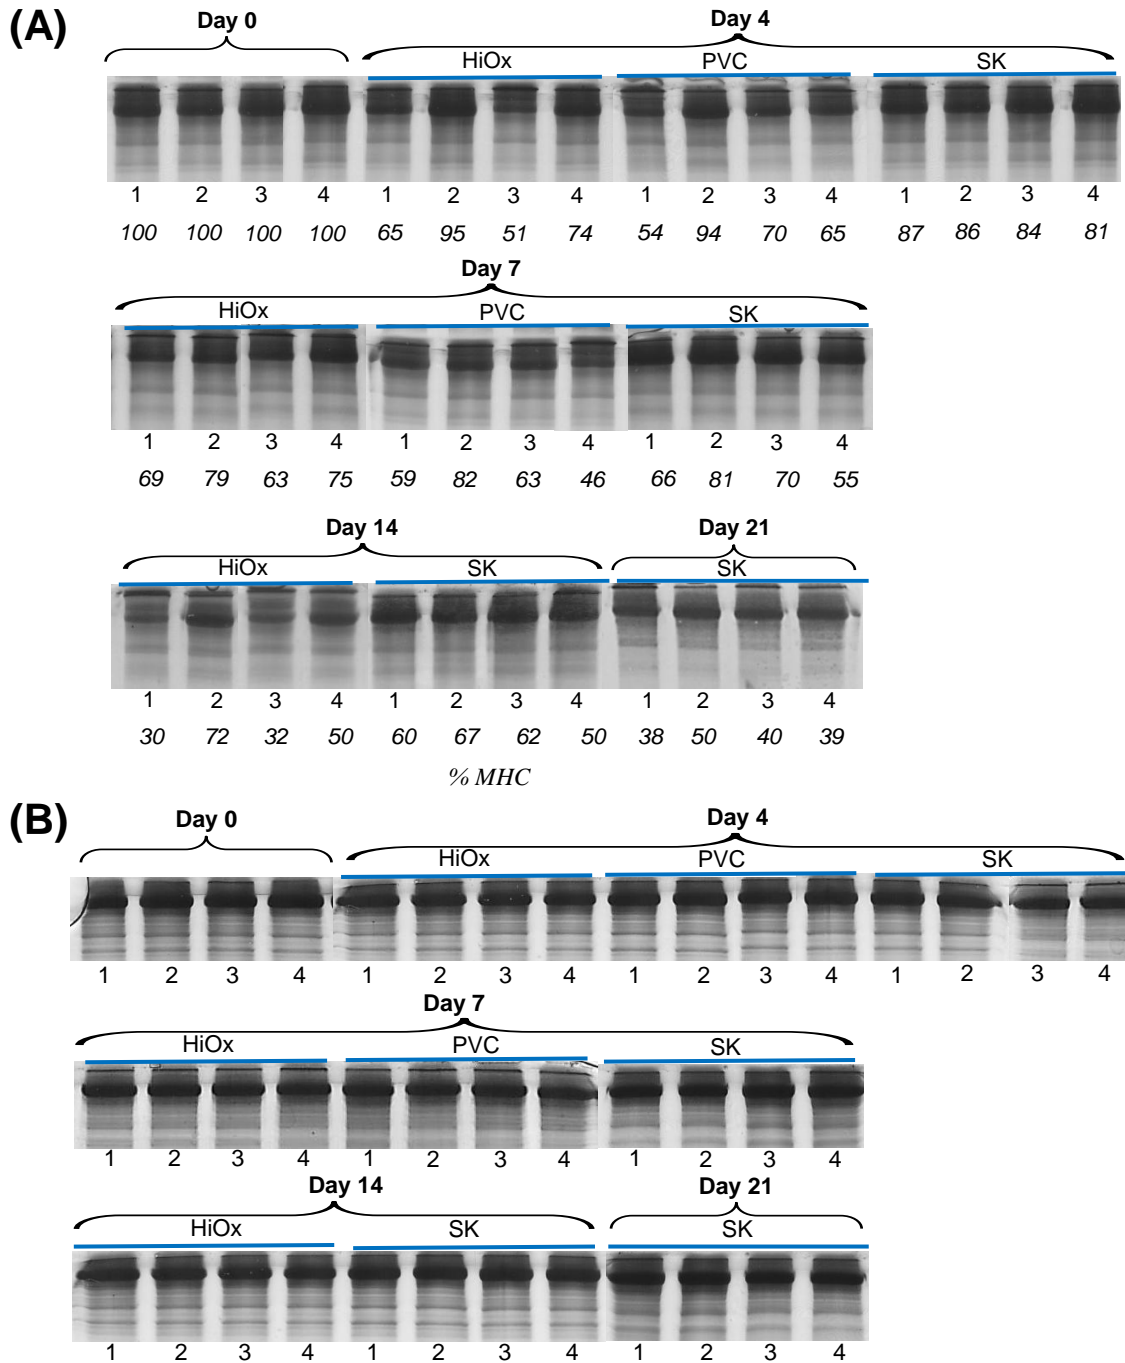 (A)
Day 0 Day 4
HiOx PVC SK
1 2 3 4 1 2 3 4 1 2 3 4 1 2 3 4
100 100 100 100 65 95 51 74 54 94 70 65 87 86 84 81
Day 7
HiOx PVC SK
1 2 3 4 1 2 3 4 1 2 3 4
69 79 63 75 59 82 63 46 66 81 70 55
Day 14 Day 21
HiOx SK SK
1 2 3 4 1 2 3 4 1 2 3 4
30 72 32 50 60 67 62 50 38 50 40 39
% MHC
(B)
Day 0 Day 4
HiOx PVC SK
1 2 3 4 1 2 3 4 1 2 3 4 1 2 3 4
Day 7
HiOx PVC SK
1 2 3 4 1 2 3 4 1 2 3 4
Day 14 Day 21
HiOx SK SK
1 2 3 4 1 2 3 4 1 2 3 4